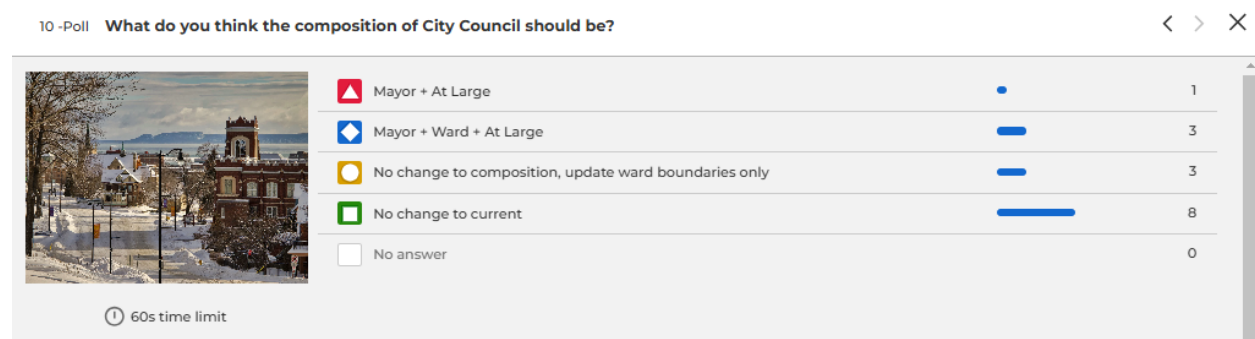 10 -Poll What do you think the composition of City Council should be?
Mayor + At Large 1
Mayor + Ward + At Large 3
No change to composition, update ward boundaries only 3
No change to current 8
No answer 0
60s time limit